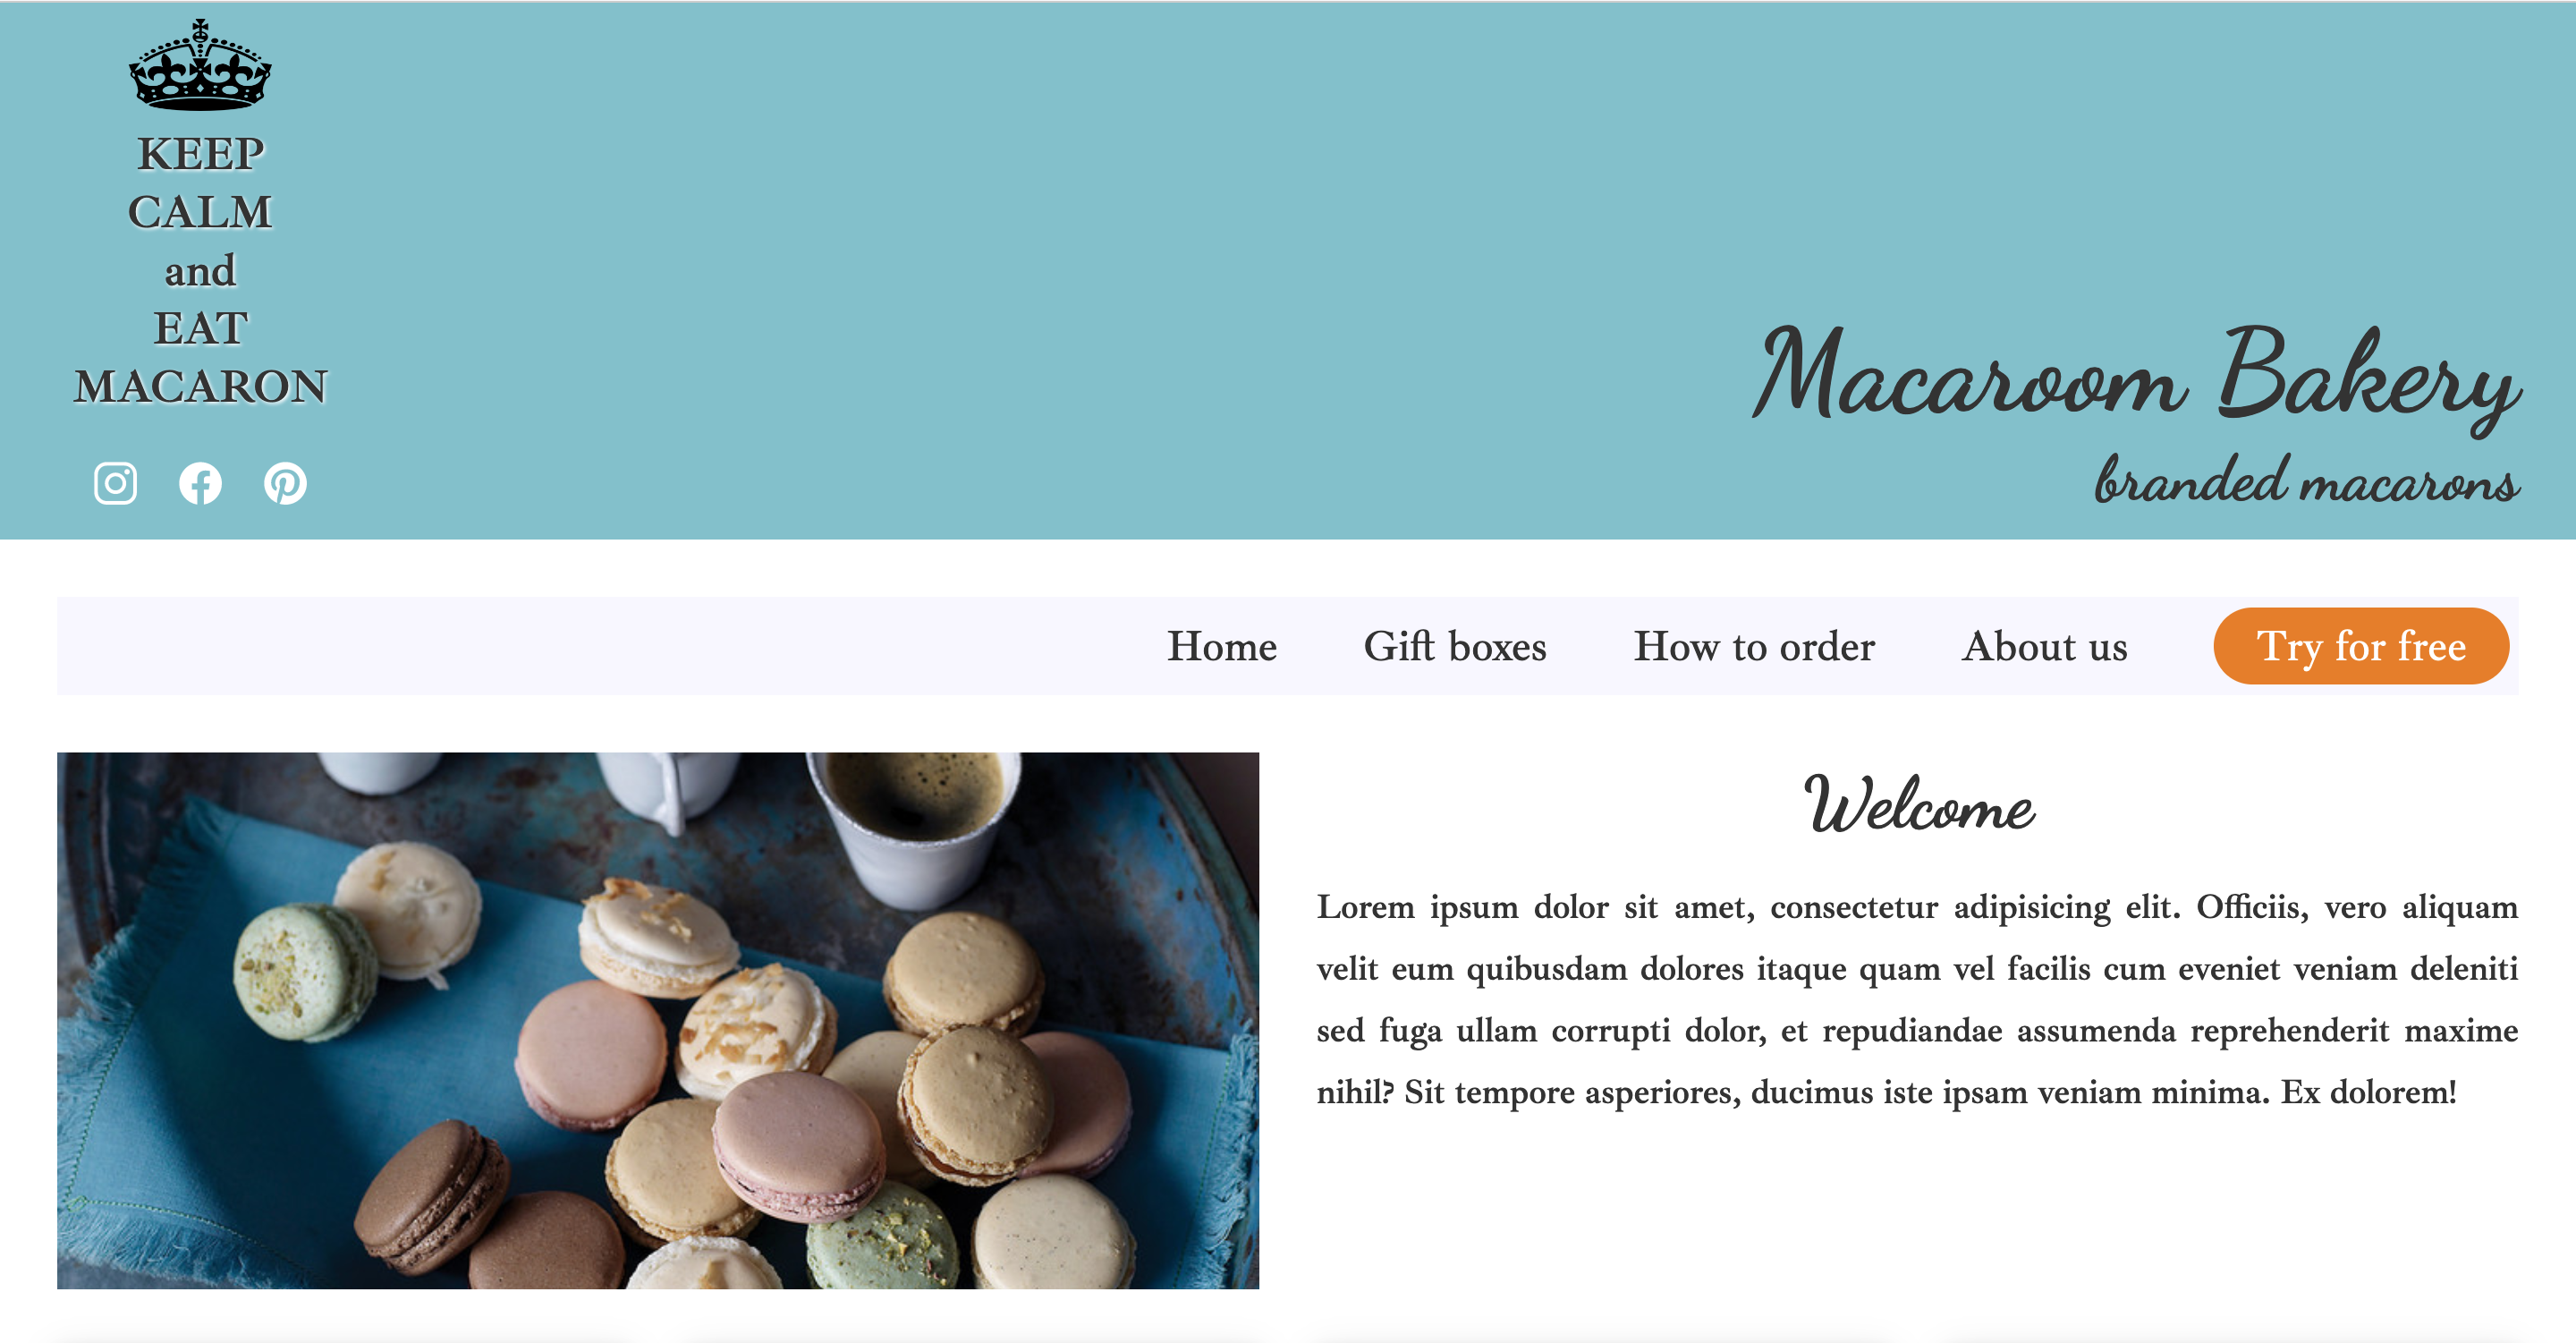 KEEP
CALM
and
EAT
MACARON
Macaroom Bakery
branded macarons
Home Gift boxes How to order About us Try for free
Welcome
Lorem ipsum dolor sit amet, consectetur adipisicing elit. Officiis, vero aliquam
velit eum quibusdam dolores itaque quam vel facilis cum eveniet veniam deleniti
sed fuga ullam corrupti dolor, et repudiandae assumenda reprehenderit maxime
nihil? Sit tempore asperiores, ducimus iste ipsam veniam minima. Ex dolorem!